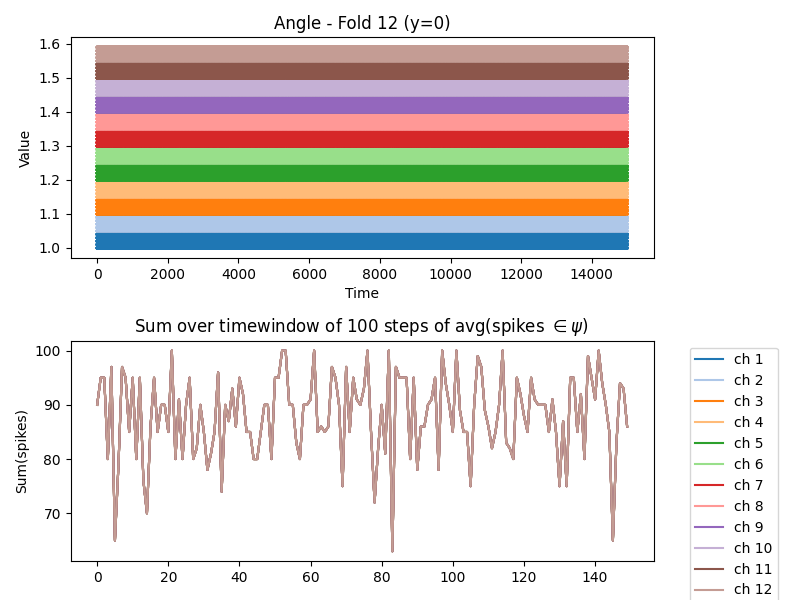 Angle - Fold 12 (y=0)
1.6
1.5
1.4
1.3
1.2
1.1
1.0
Value
0 2000 4000 6000 8000 10000 12000 14000
Time
Sum over timewindow of 100 steps of avg(spikes ∈ ψ)
100
90
80
70
Sum(spikes)
0 20 40 60 80 100 120 140
ch 1
ch 2
ch 3
ch 4
ch 5
ch 6
ch 7
ch 8
ch 9
ch 10
ch 11
ch 12